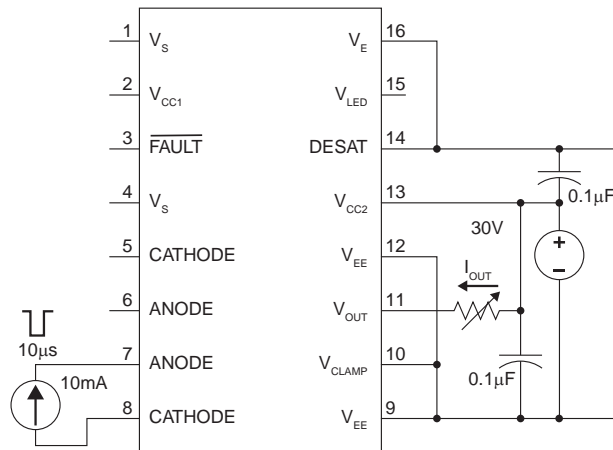 1 V_S V_E 16
2 V_CC1 V_LED 15
3 FAULT DESAT 14
4 V_S V_CC2 13
5 CATHODE V_EE 12
6 ANODE V_OUT 11
7 ANODE V_CLAMP 10
8 CATHODE V_EE 9
10µs
10mA
0.1µF
30V
+
-
I_OUT
0.1µF